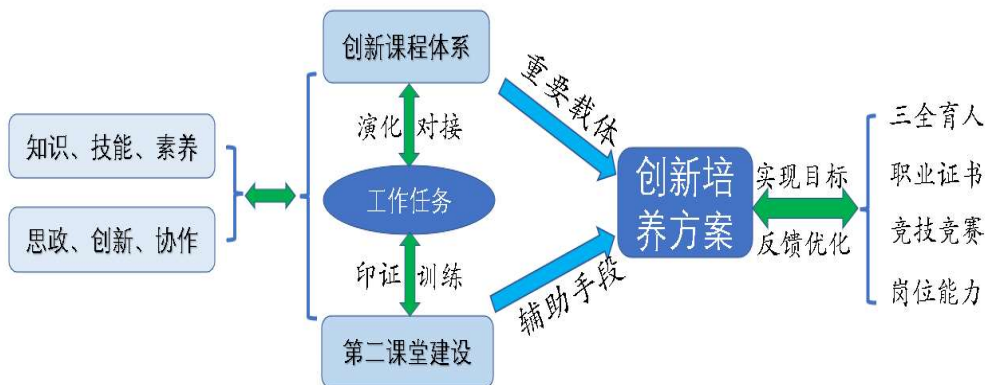 知识、技能、素养
思政、创新、协作
创新课程体系
演化 对接
工作任务
印证 训练
第二课堂建设
重要载体
辅助手段
创新培
养方案
实现目标
反馈优化
三全育人
职业证书
竞技竞赛
岗位能力